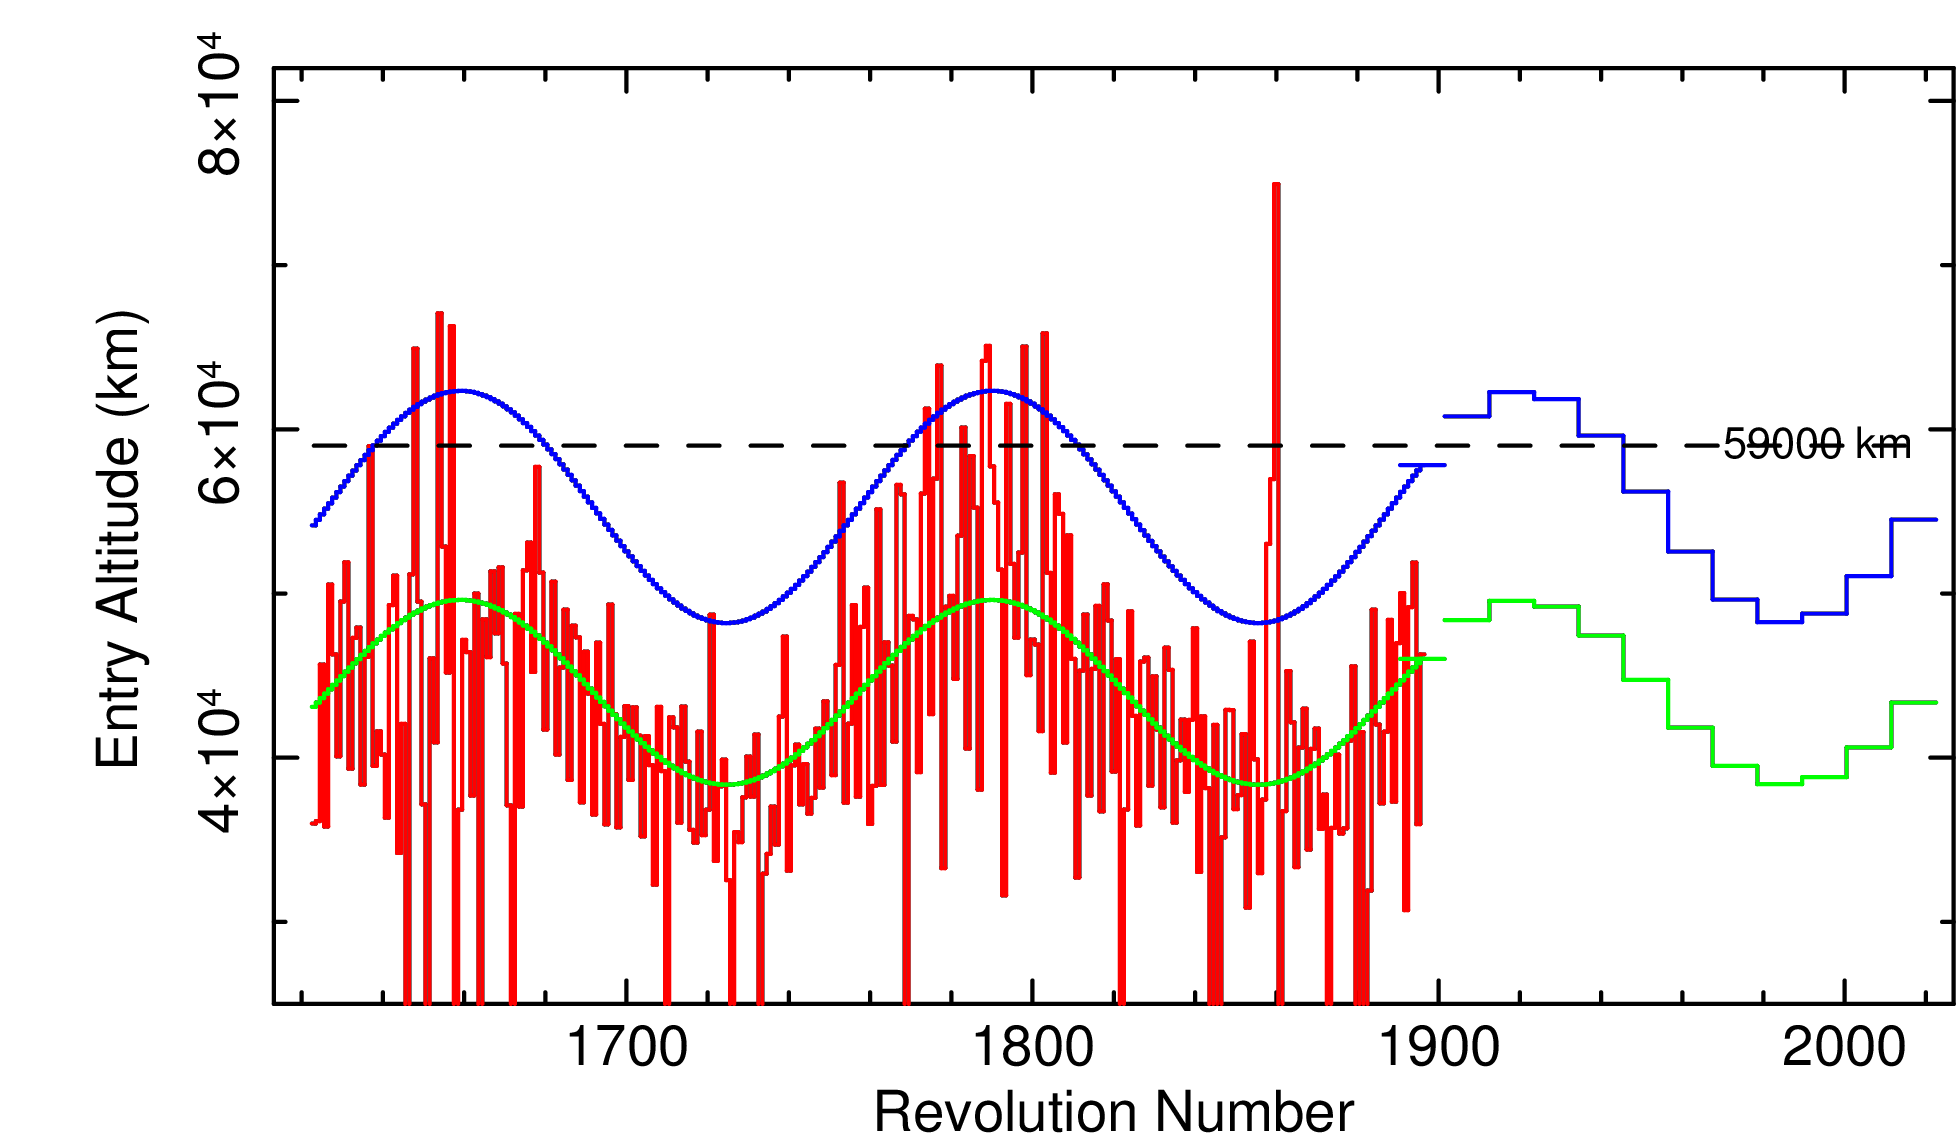 8×10⁴
6×10⁴
4×10⁴
Entry Altitude (km)
59000 km
1700 1800 1900 2000
Revolution Number